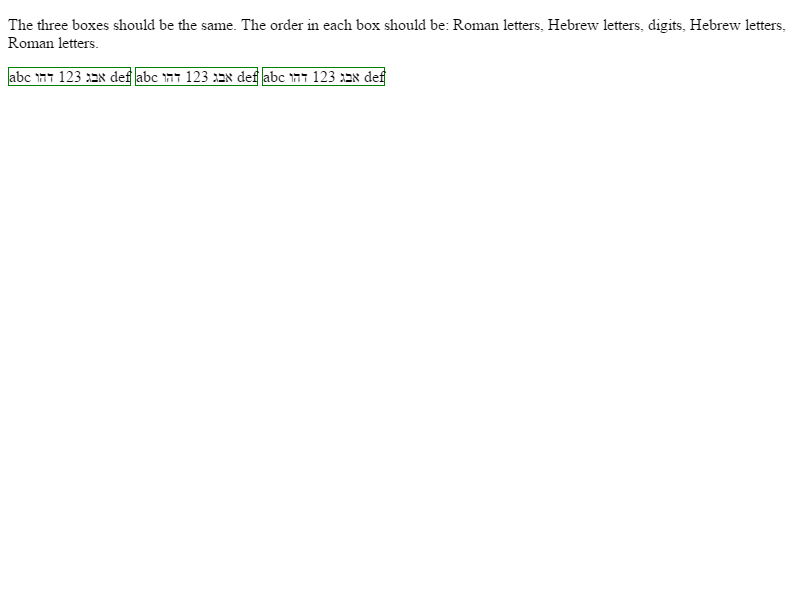 The three boxes should be the same. The order in each box should be: Roman letters, Hebrew letters, digits, Hebrew letters,
Roman letters.
abc אבג 123 דהו def abc אבג 123 דהו def abc אבג 123 דהו def